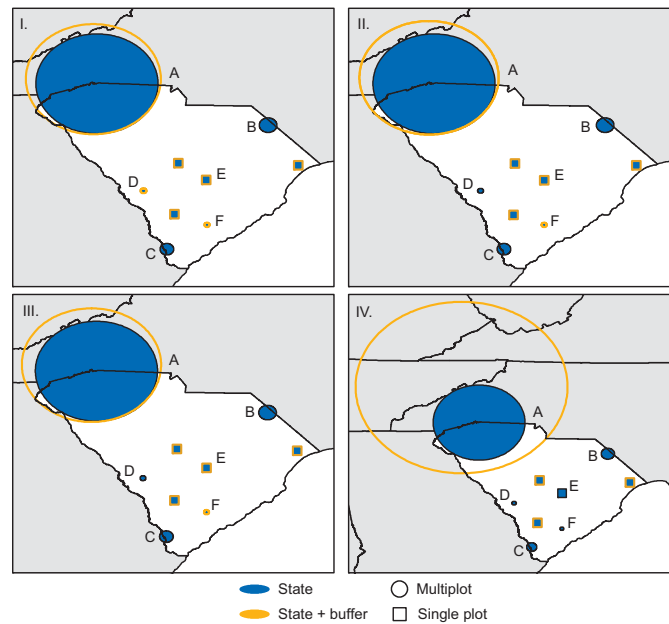 I.
A
B
D
E
F
C
II.
A
B
D
E
F
C
III.
A
B
D
E
F
C
IV.
A
B
E
D
F
C
State
Multiplot
State + buffer
Single plot